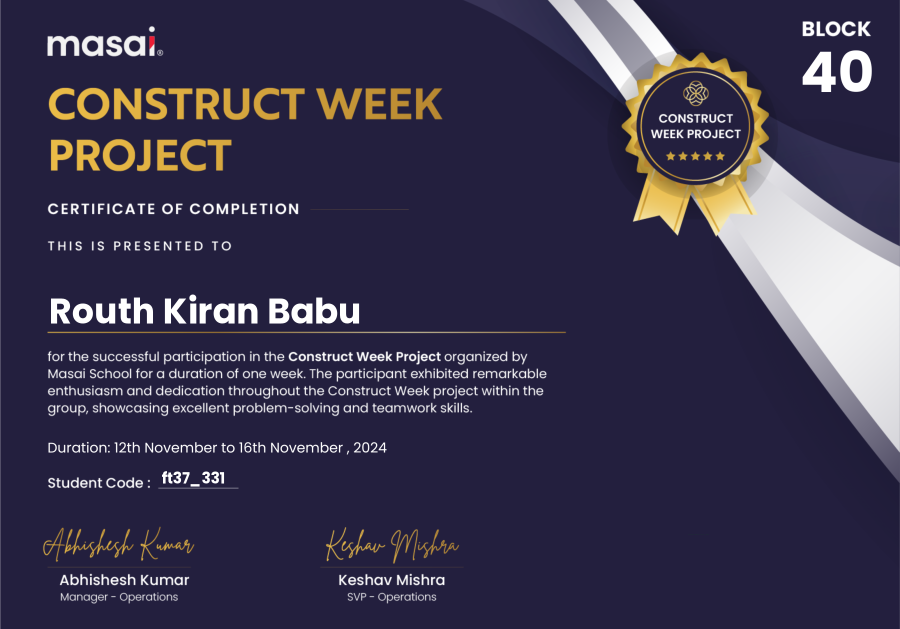 masai.®
BLOCK
40
CONSTRUCT WEEK
PROJECT
CONSTRUCT
WEEK PROJECT
CERTIFICATE OF COMPLETION
THIS IS PRESENTED TO
Routh Kiran Babu
for the successful participation in the Construct Week Project organized by
Masai School for a duration of one week. The participant exhibited remarkable
enthusiasm and dedication throughout the Construct Week project within the
group, showcasing excellent problem-solving and teamwork skills.
Duration: 12th November to 16th November , 2024
Student Code : ft37_331
Abhishesh Kumar Keshav Mishra
Abhishesh Kumar Keshav Mishra
Manager - Operations SVP - Operations